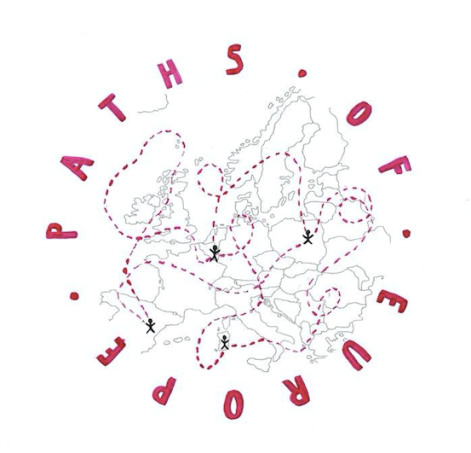 PATHS • OF • EUROPE •